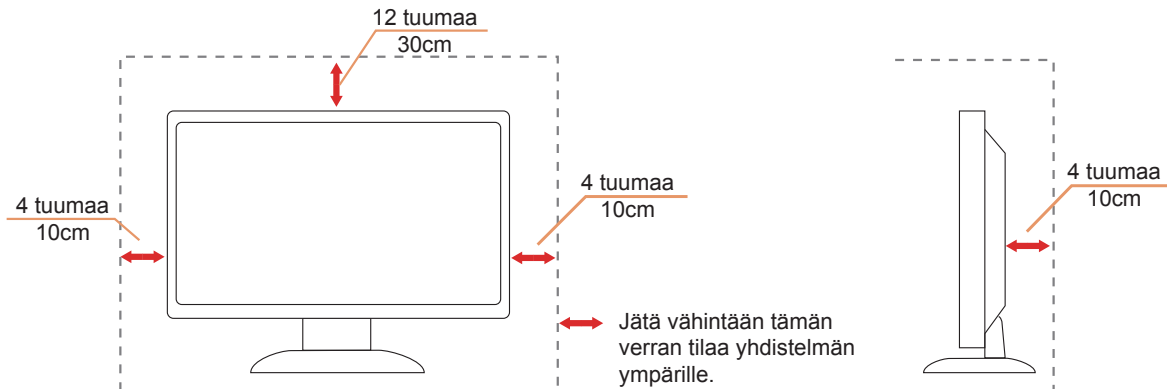 12 tuumaa
30cm
4 tuumaa
10cm
4 tuumaa
10cm
4 tuumaa
10cm
Jätä vähintään tämän
verran tilaa yhdistelmän
ympärille.